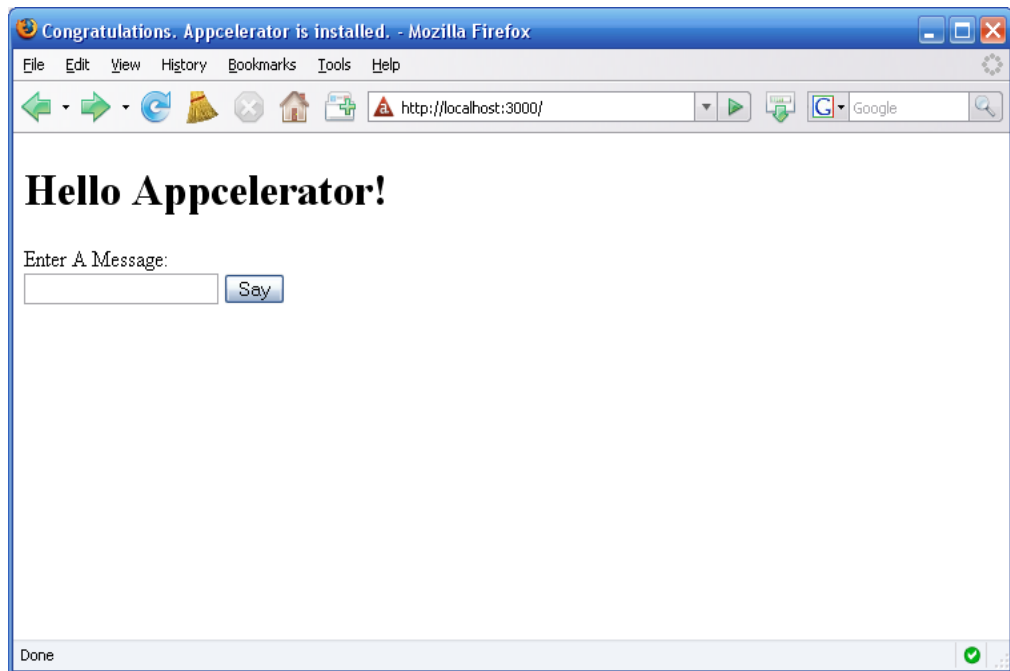 Congratulations. Appcelerator is installed. - Mozilla Firefox
File Edit View History Bookmarks Tools Help
http://localhost:3000/ G Google
Hello Appcelerator!
Enter A Message:
Say
Done